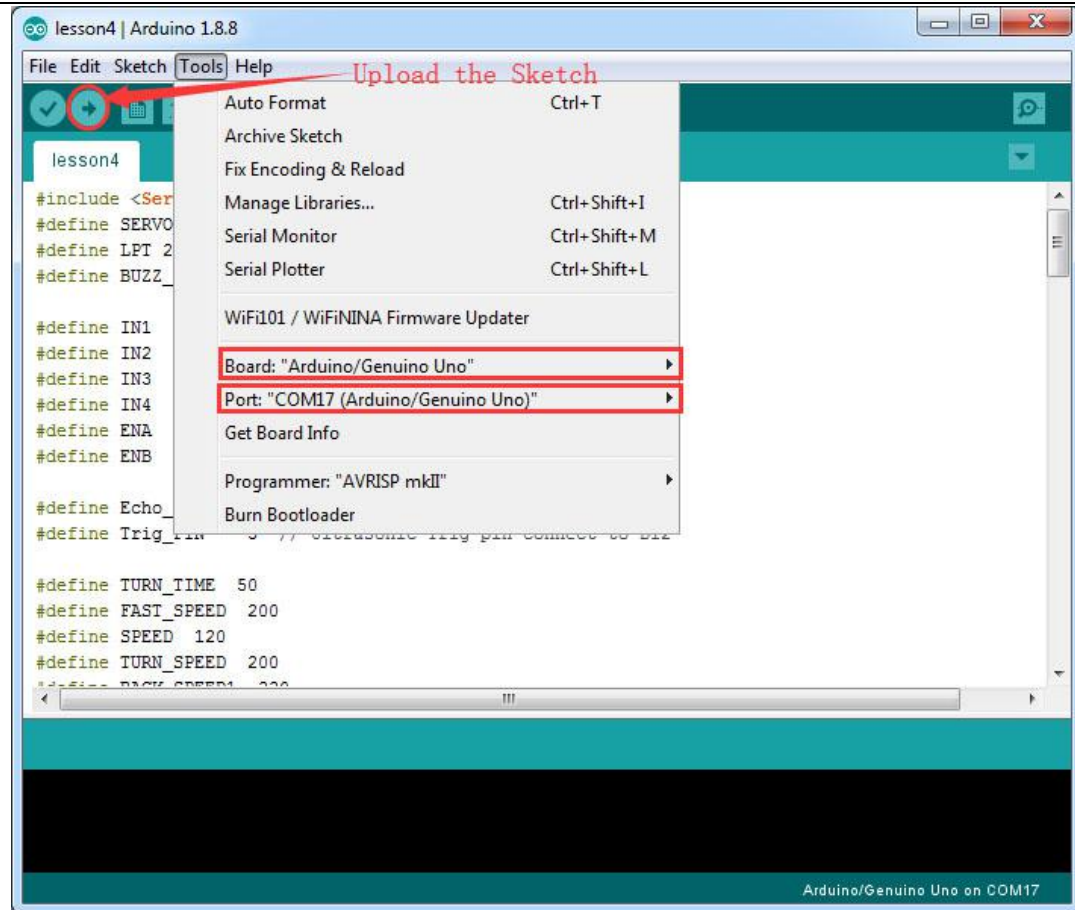 lesson4 | Arduino 1.8.8
File Edit Sketch Tools Help
Upload the Sketch
Auto Format Ctrl+T
Archive Sketch
Fix Encoding & Reload
Manage Libraries... Ctrl+Shift+I
Serial Monitor Ctrl+Shift+M
Serial Plotter Ctrl+Shift+L
WiFi101 / WiFiNINA Firmware Updater
Board: "Arduino/Genuino Uno"
Port: "COM17 (Arduino/Genuino Uno)"
Get Board Info
Programmer: "AVRISP mkII"
Burn Bootloader
lesson4
#include <Ser
#define SERVO
#define LPT 2
#define BUZZ_
#define IN1
#define IN2
#define IN3
#define IN4
#define ENA
#define ENB
#define Echo_
#define Trig_PIN
#define TURN_TIME 50
#define FAST_SPEED 200
#define SPEED 120
#define TURN_SPEED 200
#define BACK_SPEED1
Arduino/Genuino Uno on COM17